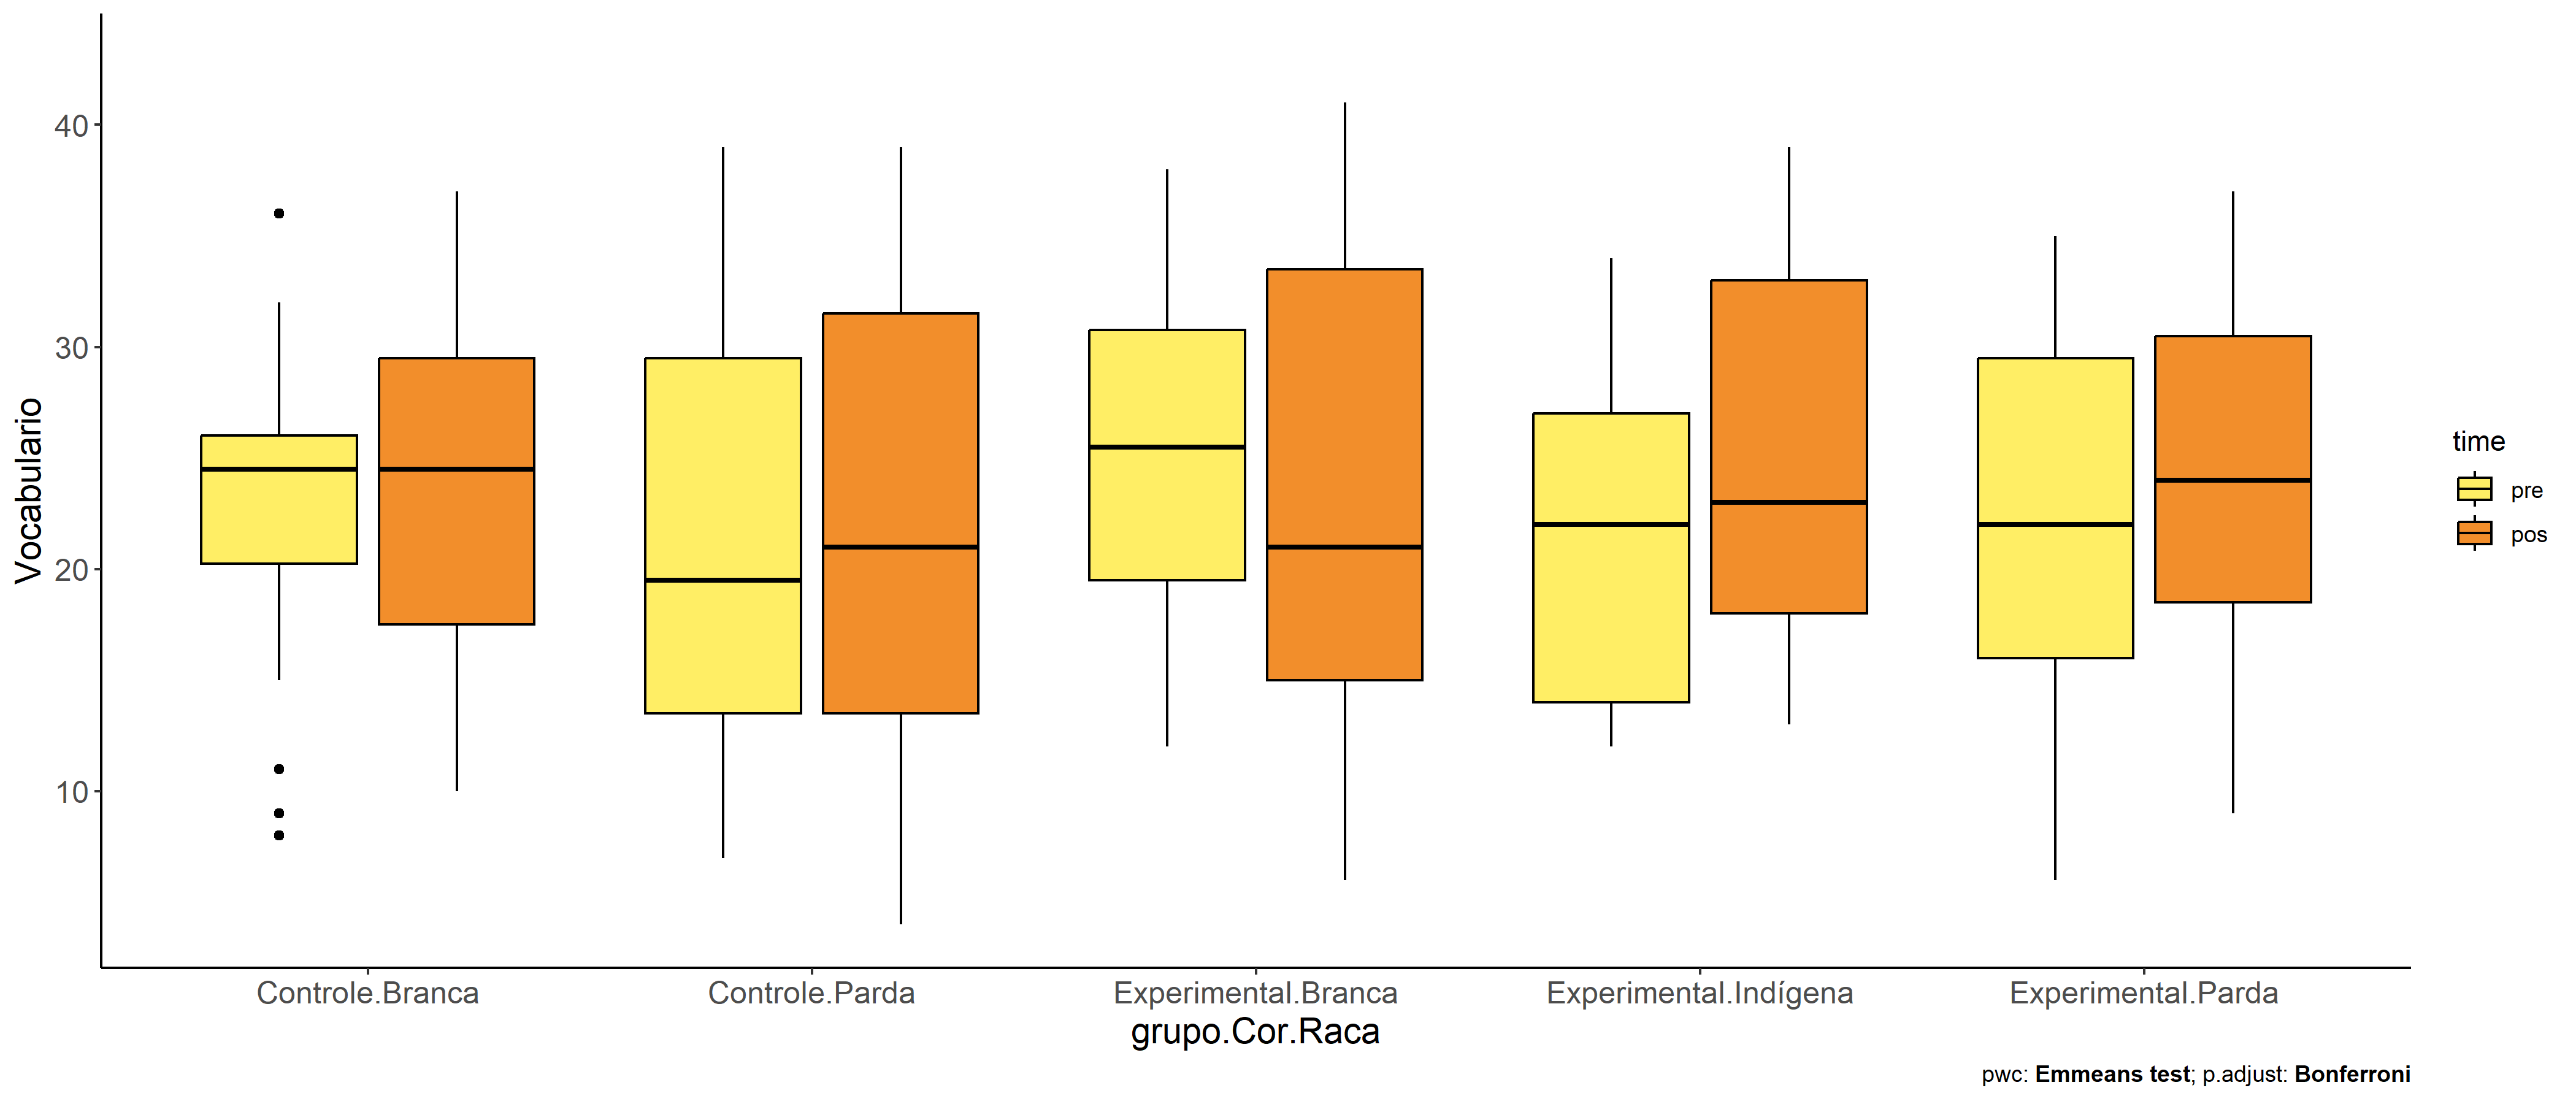 Vocabulario
40
30
20
10
Controle.Branca
Controle.Parda
Experimental.Branca
Experimental.Indígena
Experimental.Parda
grupo.Cor.Raca
time
pre
pos
pwc: Emmeans test; p.adjust: Bonferroni